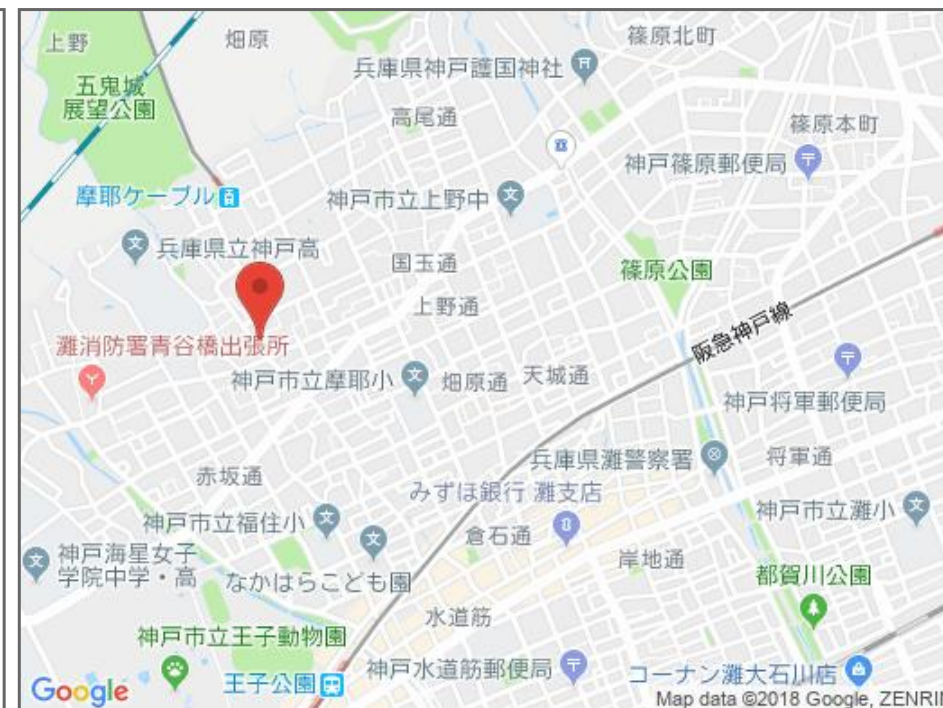 上野
畑原
篠原北町
五鬼城
展望公園
兵庫県神戸護国神社
高尾通
篠原本町
神戸篠原郵便局
摩耶ケーブル
神戸市立上野中
文
文
兵庫県立神戸高
国玉通
篠原公園
上野通
阪急神戸線
灘消防署青谷橋出張所
神戸市立摩耶小
文
畑原通
天城通
神戸将軍郵便局
兵庫県灘警察署
将軍通
赤坂通
みずほ銀行 灘支店
神戸市立福住小
文
倉石通
神戸市立灘小
文
文
神戸海星女子
学院中学・高
文
なかはらこども園
岸地通
都賀川公園
水道筋
神戸市立王子動物園
Google
王子公園
神戸水道筋郵便局
コーナン灘大石川店
Map data ©2018 Google, ZENRIN